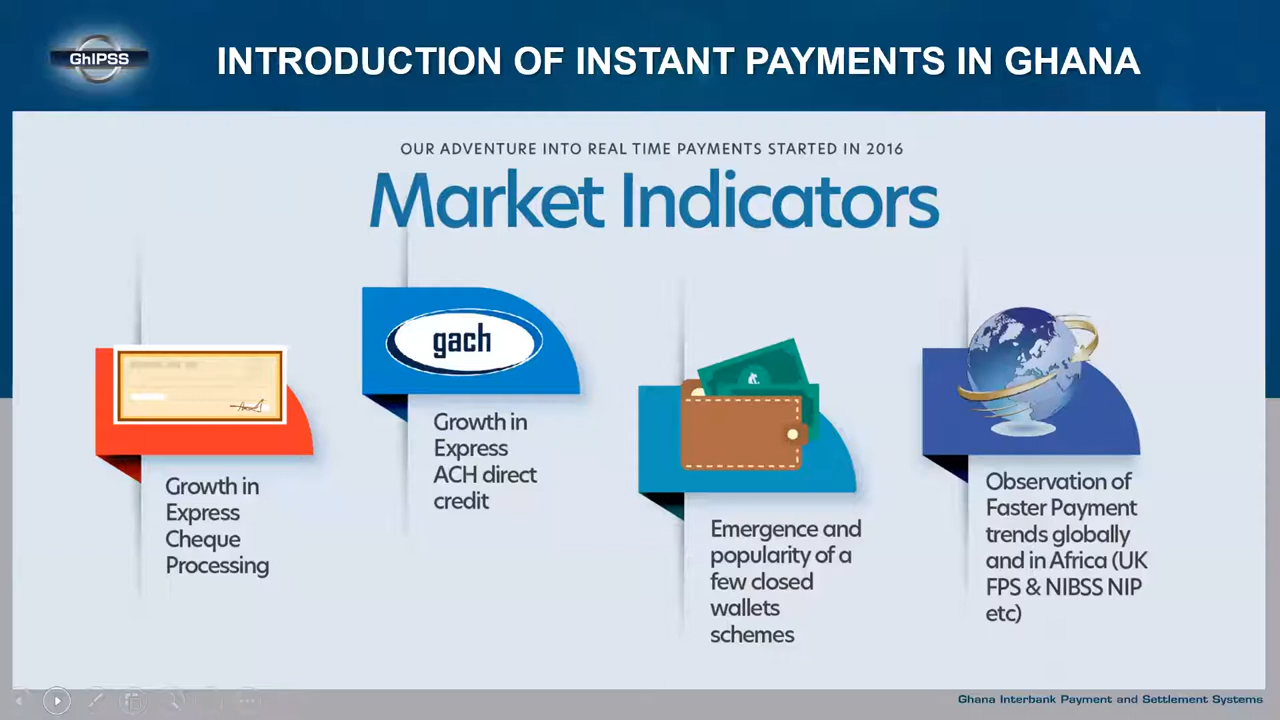 GhIPSS
INTRODUCTION OF INSTANT PAYMENTS IN GHANA
OUR ADVENTURE INTO REAL TIME PAYMENTS STARTED IN 2016
Market Indicators
Growth in
Express
Cheque
Processing
gach
Growth in
Express
ACH direct
credit
Emergence and
popularity of a
few closed
wallets
schemes
Observation of
Faster Payment
trends globally
and in Africa (UK
FPS & NIBSS NIP
etc)
Ghana Interbank Payment and Settlement Systems